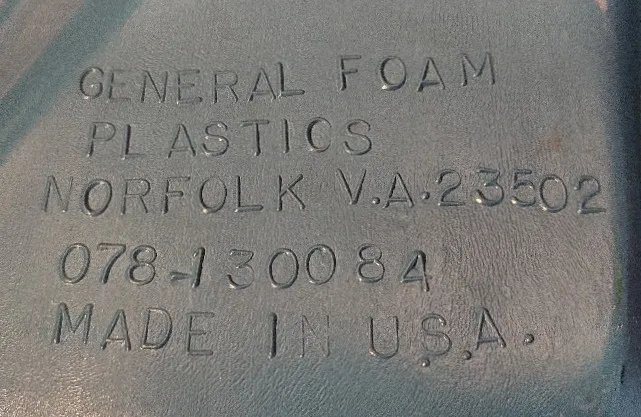 GENERAL FOAM
PLASTICS
NORFOLK V.A.23502
078-130084
MADE IN U.S.A.